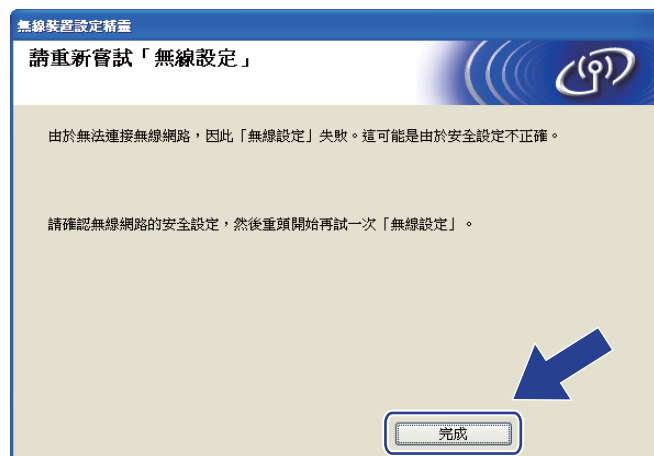 無線裝置設定精靈
請重新嘗試「無線設定」
由於無法連接無線網路，因此「無線設定」失敗。這可能是由於安全設定不正確。
請確認無線網路的安全設定，然後重頭開始再試一次「無線設定」。
完成